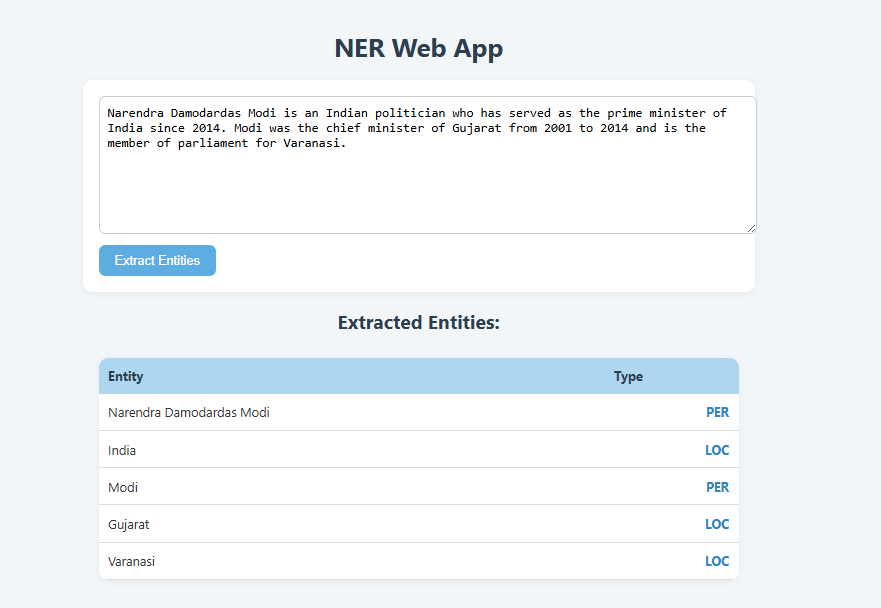 NER Web App
Narendra Damodardas Modi is an Indian politician who has served as the prime minister of
India since 2014. Modi was the chief minister of Gujarat from 2001 to 2014 and is the
member of parliament for Varanasi.
Extract Entities
Extracted Entities:
Entity Type
Narendra Damodardas Modi PER
India LOC
Modi PER
Gujarat LOC
Varanasi LOC